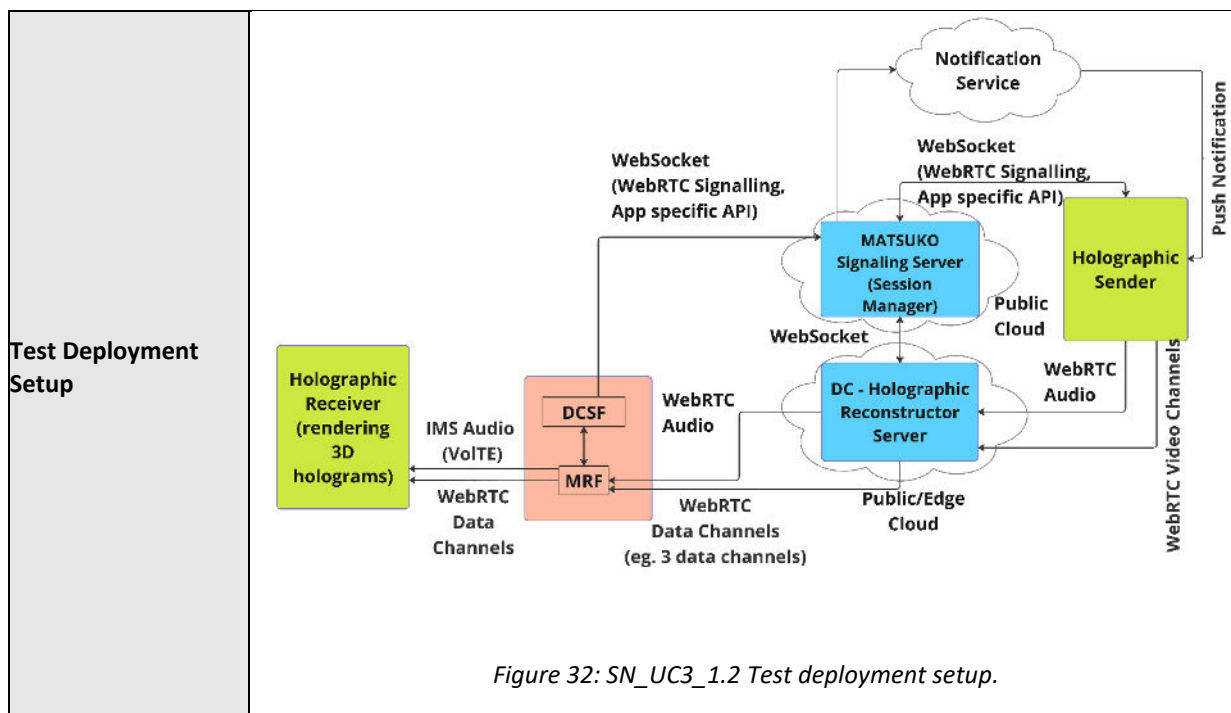 Test Deployment
Setup
Notification
Service
Push Notification
WebSocket
(WebRTC Signalling,
App specific API)
WebSocket
(WebRTC Signalling,
App specific API)
MATSUKO
Signaling Server
(Session
Manager)
Public
Cloud
Holographic
Sender
WebSocket
Holographic
Receiver
(rendering
3D
holograms)
IMS Audio
(VolTE)
WebRTC
Data
Channels
DCSF
MRF
WebRTC
Audio
DC - Holographic
Reconstructor
Server
WebRTC
Audio
WebRTC Video Channels
Public/Edge
Cloud
WebRTC
Data Channels
(eg. 3 data channels)
Figure 32: SN_UC3_1.2 Test deployment setup.